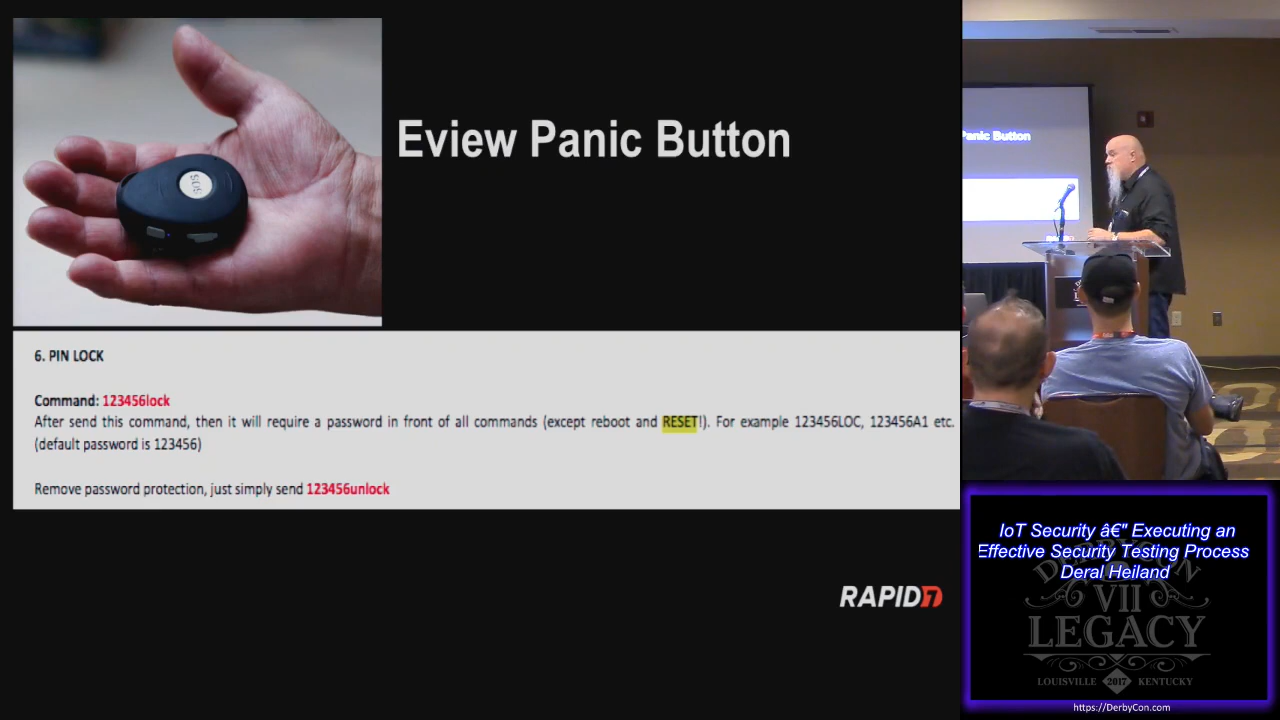 SOS
Eview Panic Button
6. PIN LOCK
Command: 123456lock
After send this command, then it will require a password in front of all commands (except reboot and RESET!). For example 123456LOC, 123456A1 etc.
(default password is 123456)
Remove password protection, just simply send 123456unlock
RAPID7
Panic Button
IoT Security â€" Executing an
Effective Security Testing Process
Deral Heiland
DERBYCON
VII
LEGACY
LOUISVILLE 2017 KENTUCKY
https://DerbyCon.com